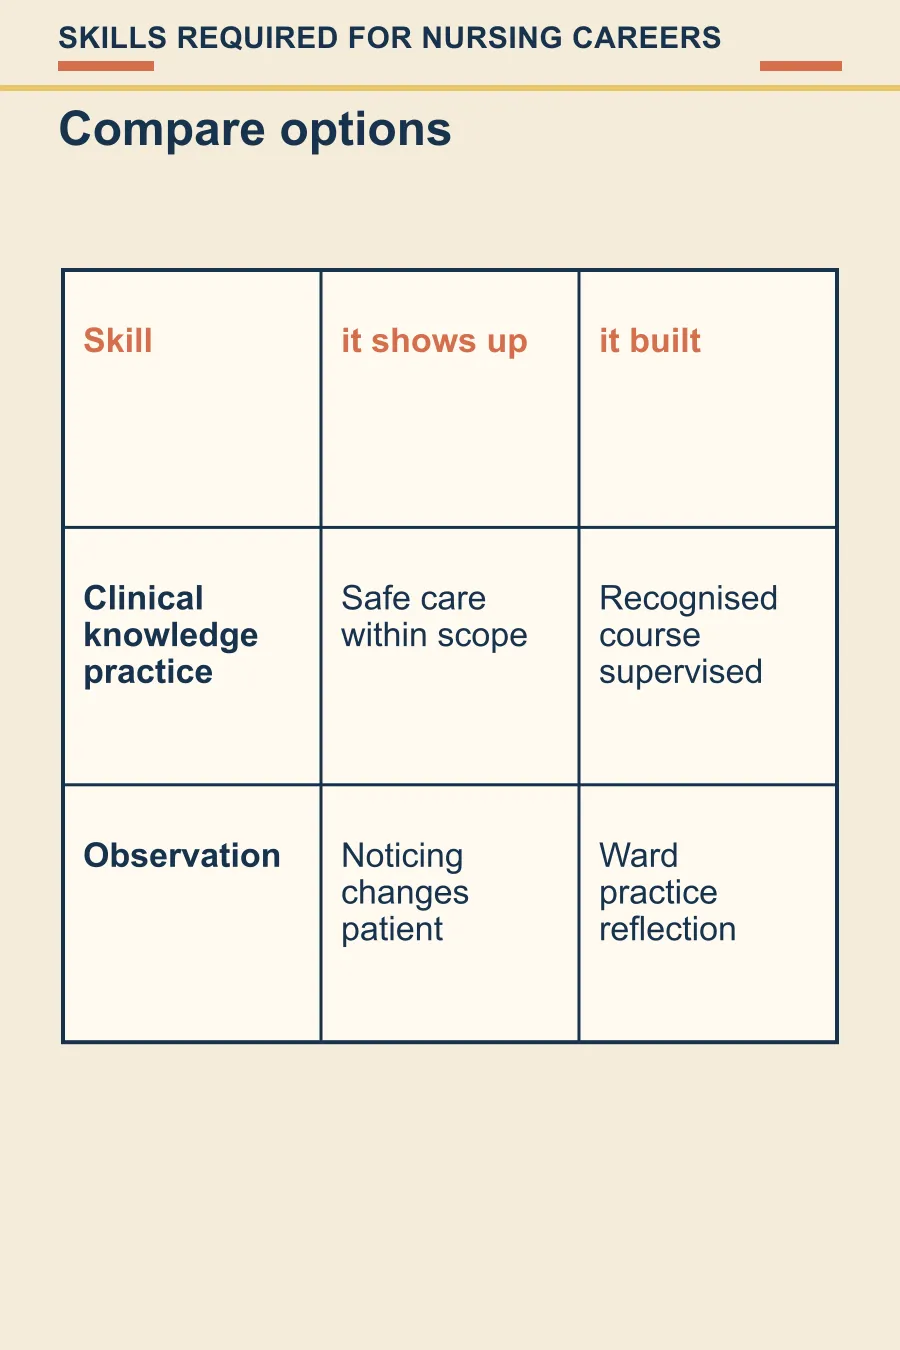 SKILLS REQUIRED FOR NURSING CAREERS
Compare options
Skill
it shows up
it built
Clinical
knowledge
practice
Safe care
within scope
Recognised
course
supervised
Observation
Noticing
changes
patient
Ward
practice
reflection